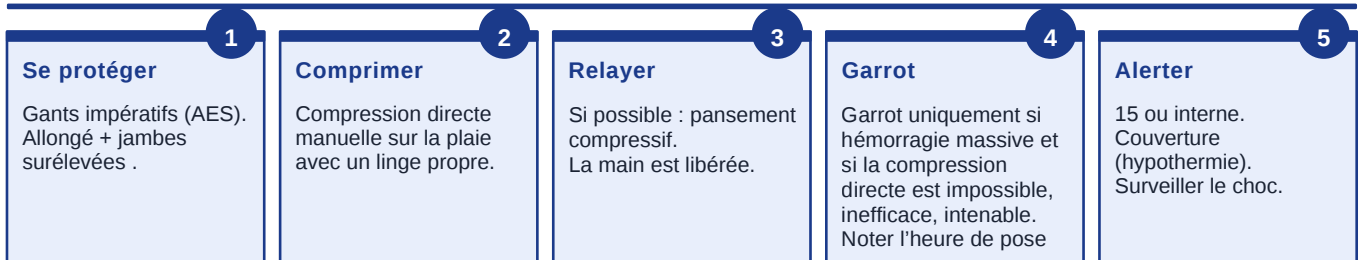 1
Se protéger
Gants impératifs (AES).
Allongé + jambes
surélevées .
2
Comprimer
Compression directe
manuelle sur la plaie
avec un linge propre.
3
Relayer
Si possible : pansement
compressif.
La main est libérée.
4
Garrot
Garrot uniquement si
hémorragie massive et
si la compression
directe est impossible,
inefficace, intenable.
Noter l’heure de pose
5
Alerter
15 ou interne.
Couverture
(hypothermie).
Surveiller le choc.